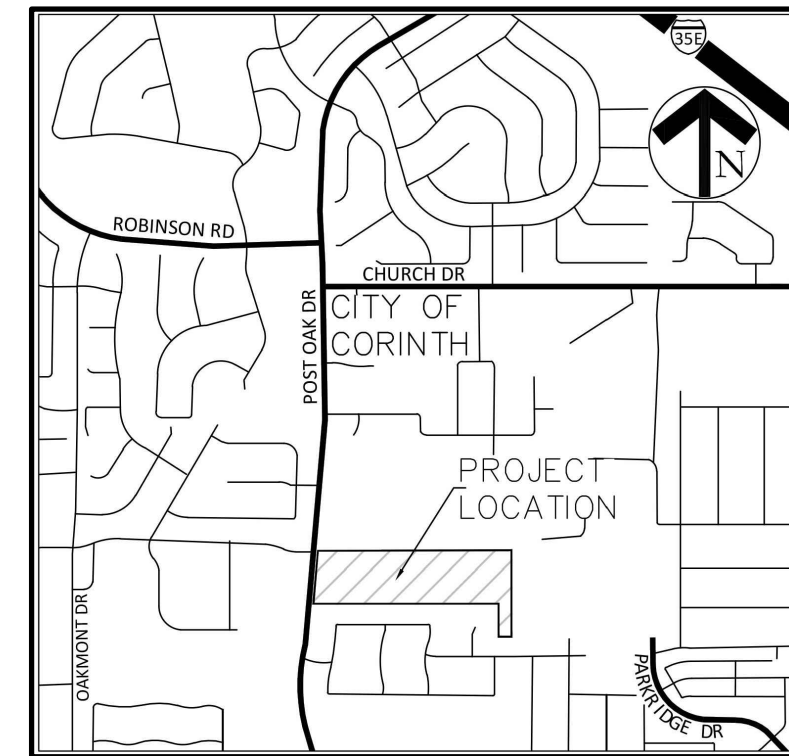 35E
N
ROBINSON RD
CHURCH DR
POST OAK DR
CITY OF
CORINTH
PROJECT
LOCATION
OAKMONT DR
PARKRIDGE DR